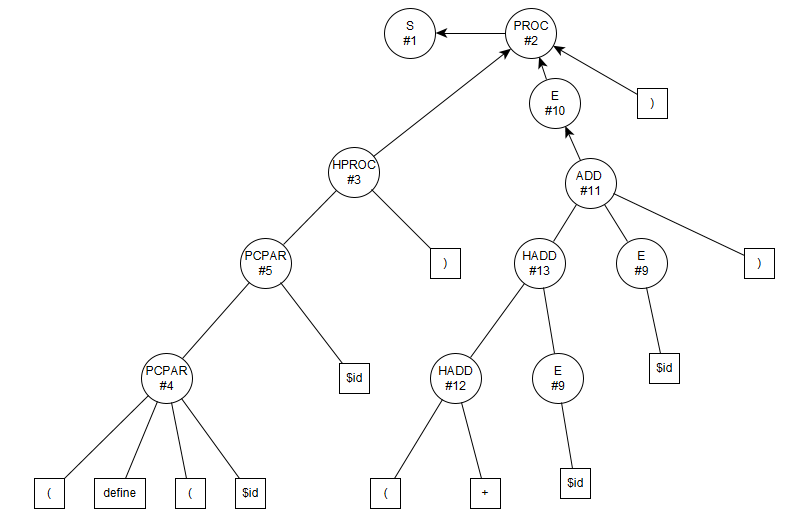 S
#1
PROC
#2
E
#10
)
HPROC
#3
ADD
#11
PCPAR
#5
)
HADD
#13
E
#9
)
PCPAR
#4
$id
HADD
#12
E
#9
$id
(
define
(
$id
(
+
$id